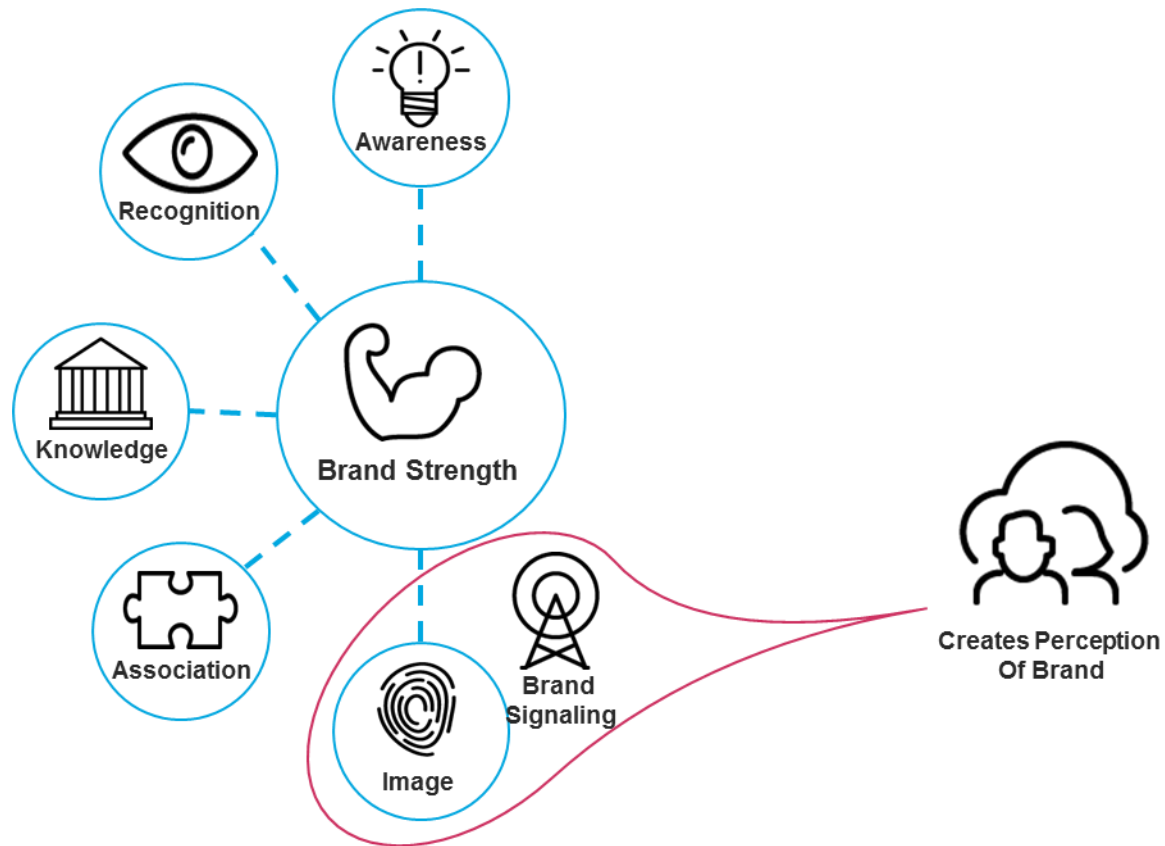 Awareness
Recognition
Knowledge
Brand Strength
Association
Image
Brand
Signaling
Creates Perception
Of Brand